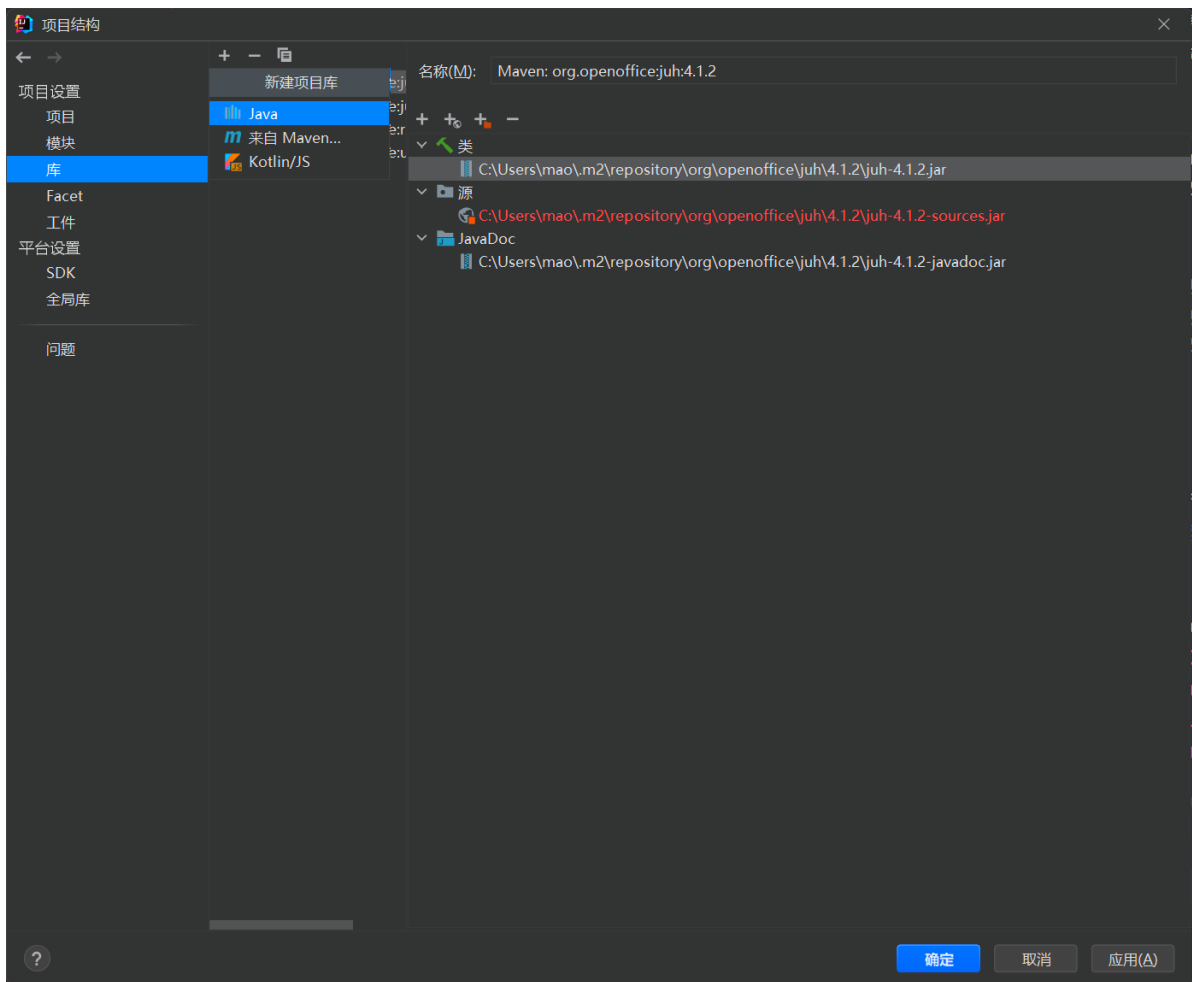 项目结构
项目设置
项目
模块
库
Facet
工件
平台设置
SDK
全局库
问题
新建项目库
Java
来自 Maven...
Kotlin/JS
e:j
e:j
e:r
名称(M):
Maven: org.openoffice:juh:4.1.2
类
C:\Users\mao\.m2\repository\org\openoffice\juh\4.1.2\juh-4.1.2.jar
源
C:\Users\mao\.m2\repository\org\openoffice\juh\4.1.2\juh-4.1.2-sources.jar
JavaDoc
C:\Users\mao\.m2\repository\org\openoffice\juh\4.1.2\juh-4.1.2-javadoc.jar
?
确定
取消
应用(A)